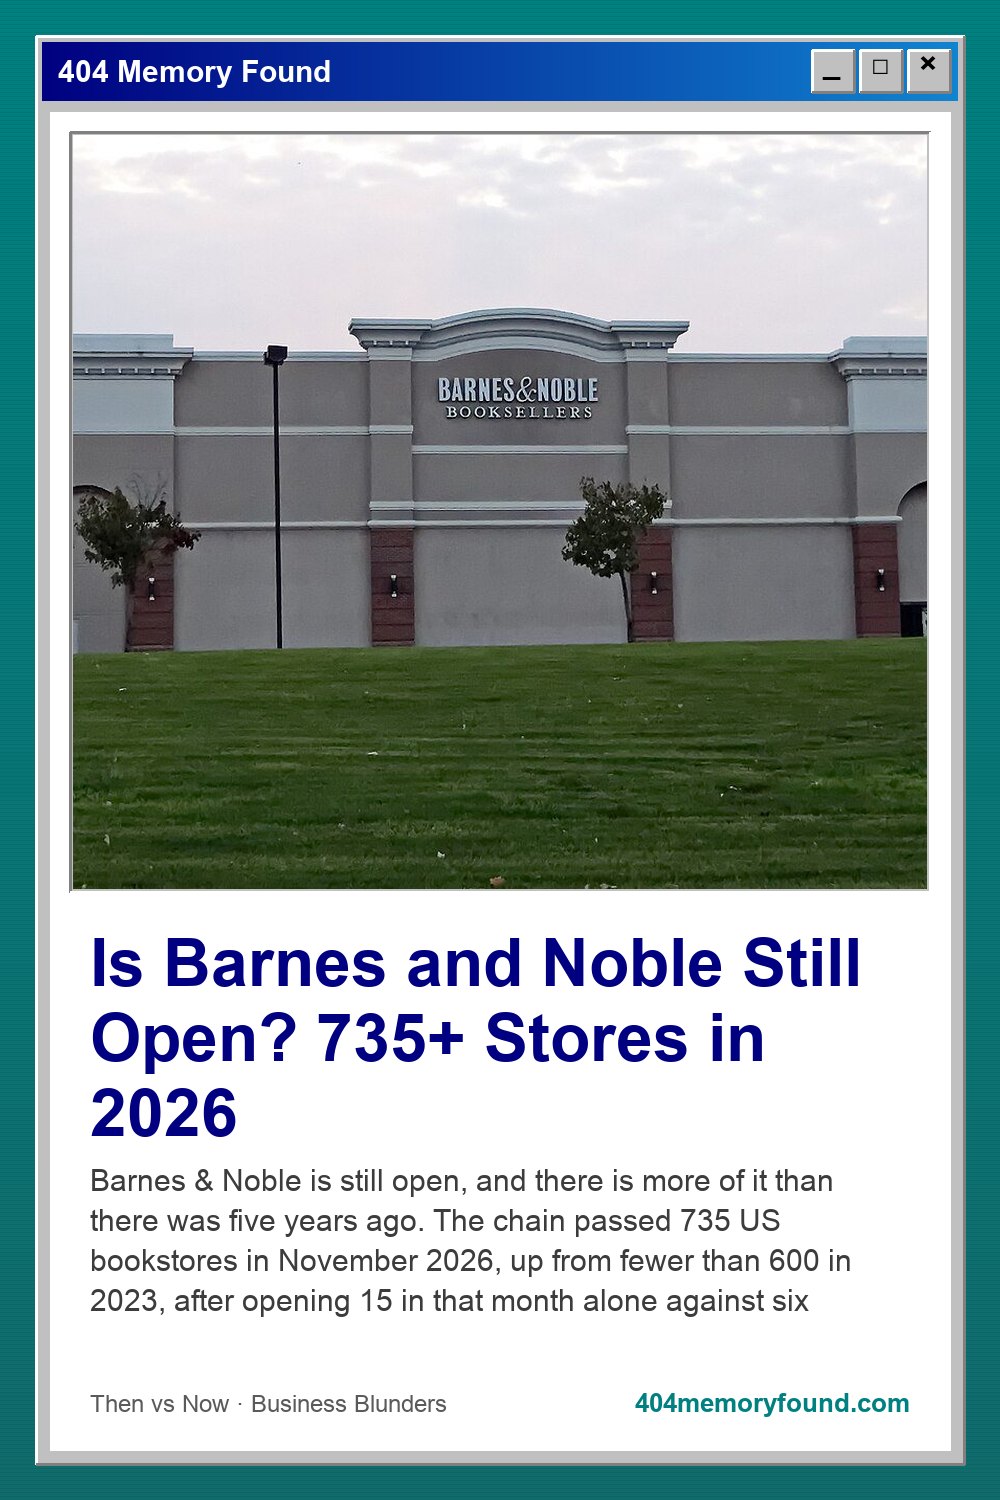 404 Memory Found
BARNES&NOBLE
BOOKSELLERS
Is Barnes and Noble Still
Open? 735+ Stores in
2026
Barnes & Noble is still open, and there is more of it than
there was five years ago. The chain passed 735 US
bookstores in November 2026, up from fewer than 600 in
2023, after opening 15 in that month alone against six
Then vs Now · Business Blunders
404memoryfound.com